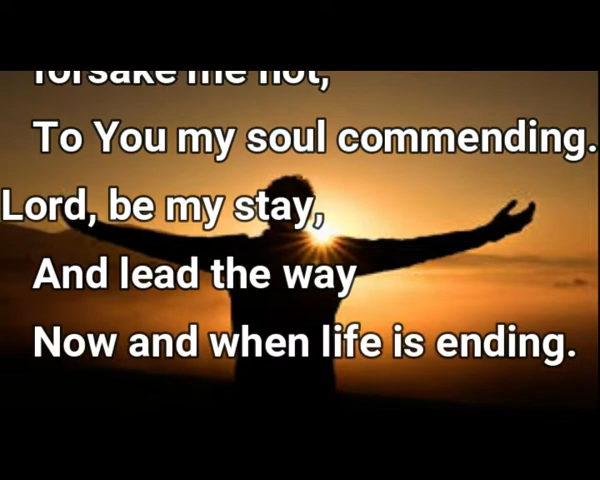 forsake me not,
To You my soul commending.
Lord, be my stay,
And lead the way
Now and when life is ending.